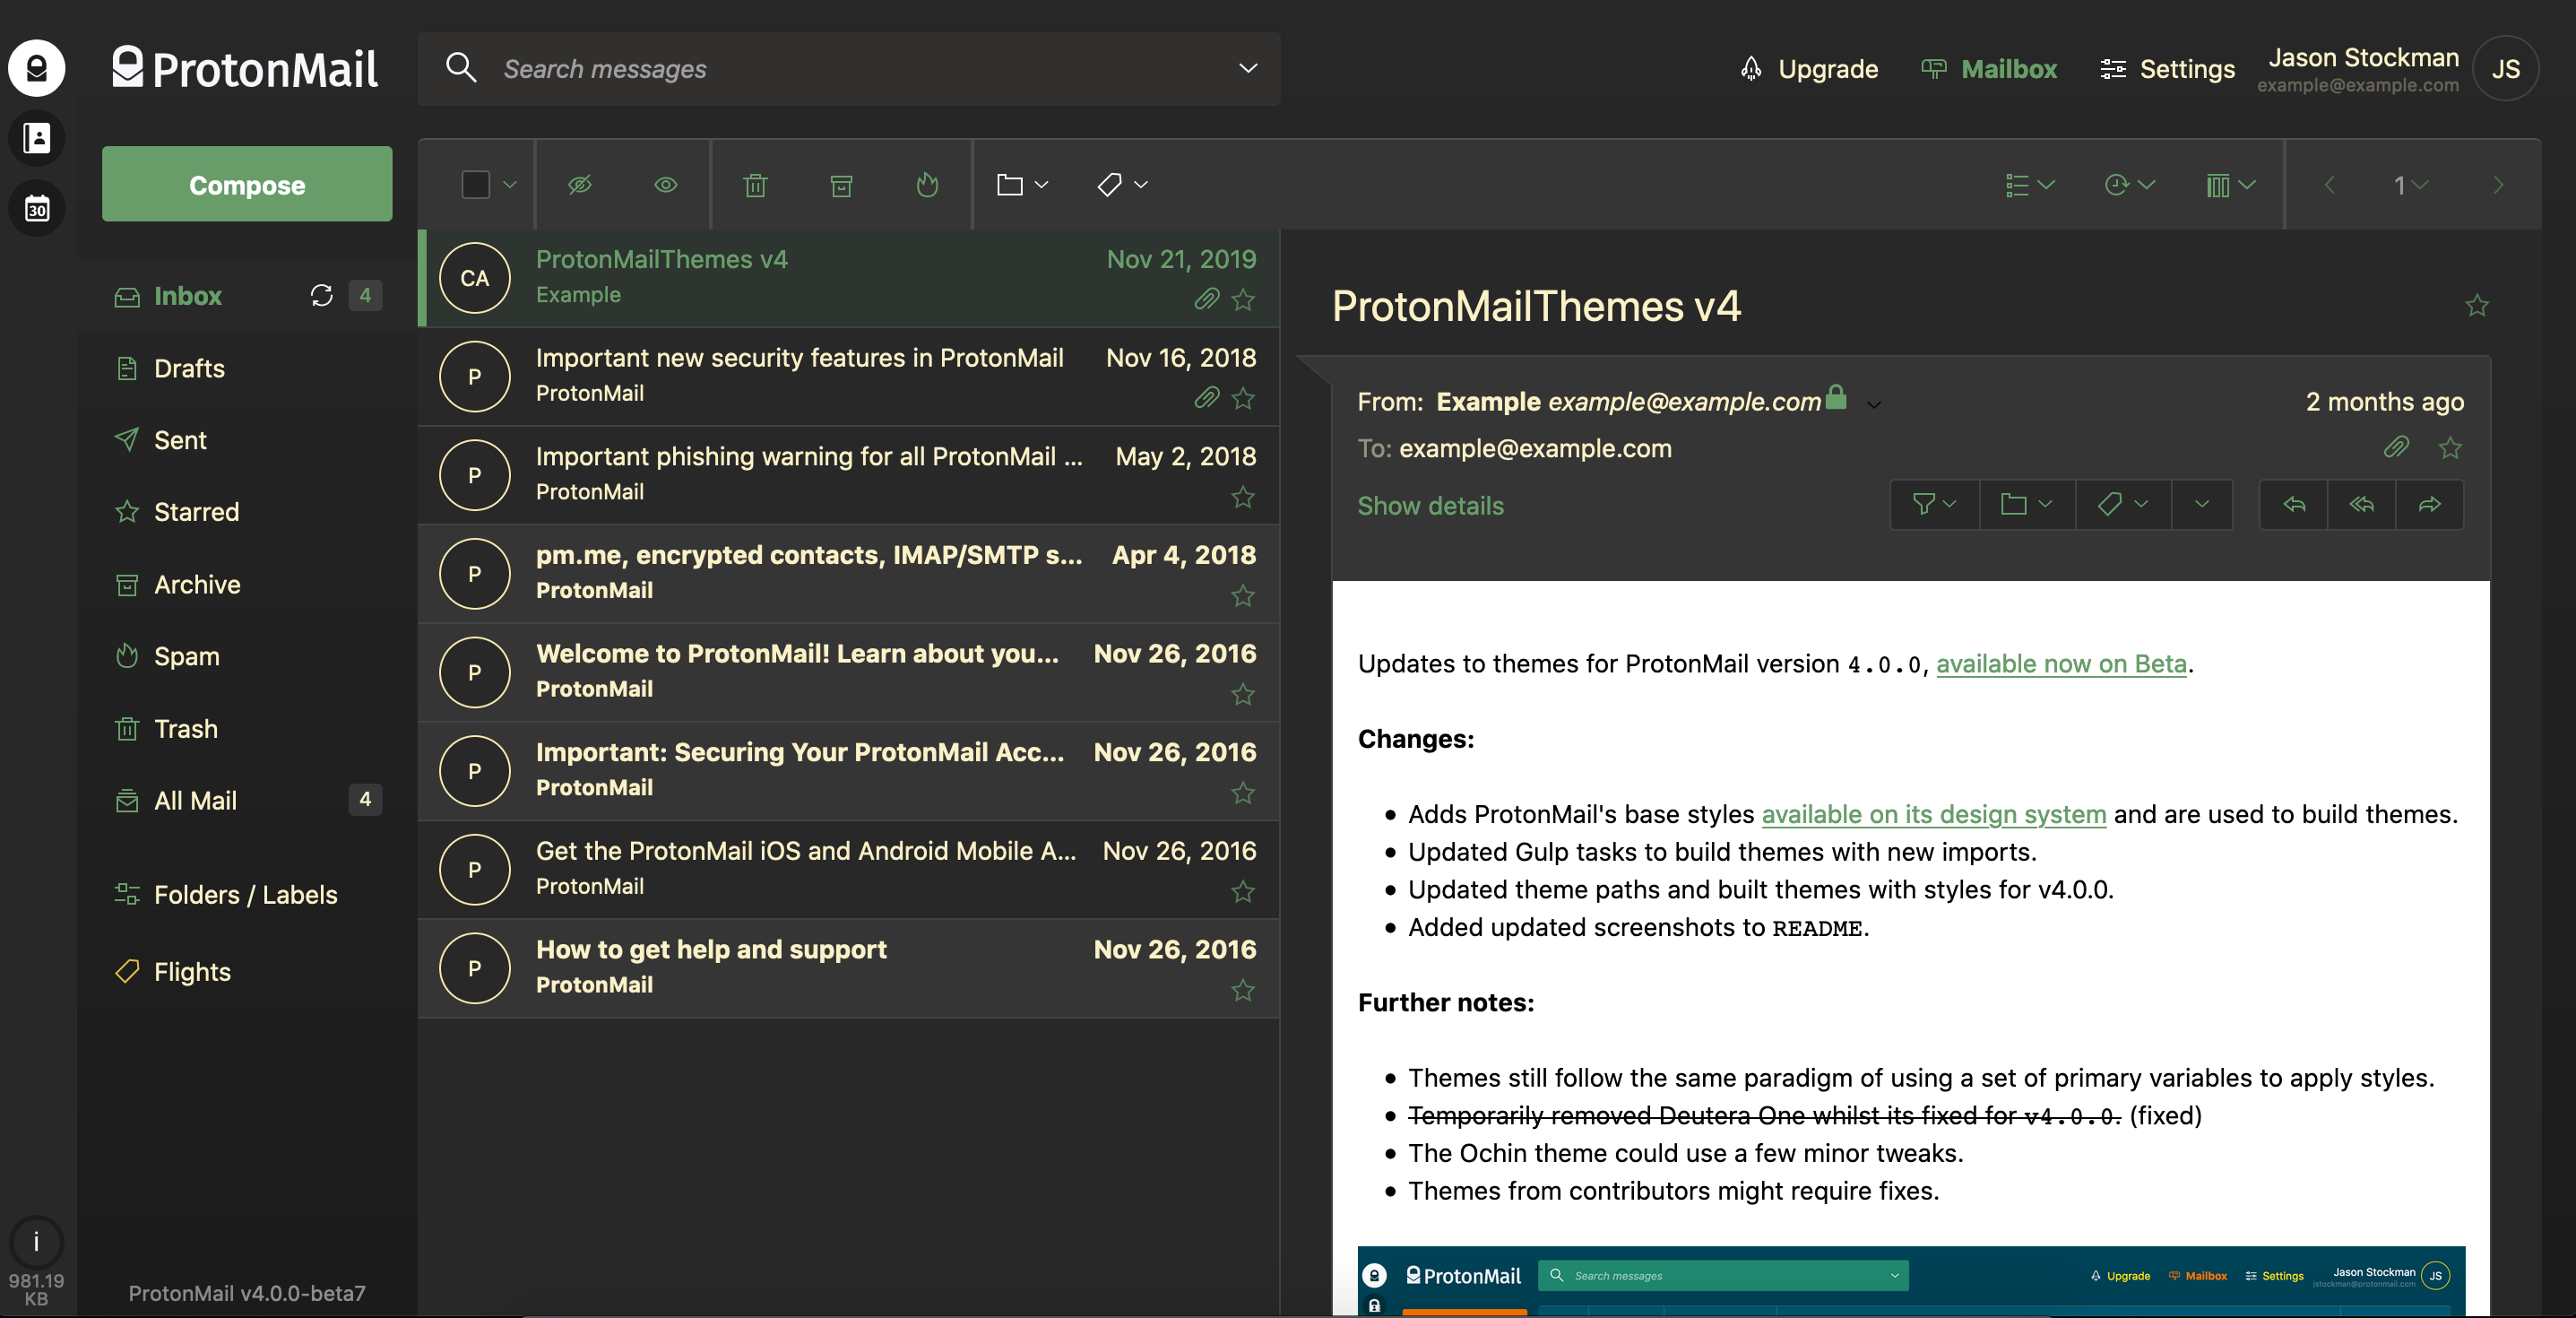 ProtonMail
Search messages
Upgrade
Mailbox
Settings
Jason Stockman
example@example.com
JS
30
Compose
1
Inbox
4
Drafts
Sent
Starred
Archive
Spam
Trash
All Mail
4
Folders / Labels
Flights
i
981.19
KB
ProtonMail v4.0.0-beta7
CA
ProtonMailThemes v4
Nov 21, 2019
Example
P
Important new security features in ProtonMail
Nov 16, 2018
ProtonMail
P
Important phishing warning for all ProtonMail ...
May 2, 2018
ProtonMail
P
pm.me, encrypted contacts, IMAP/SMTP s...
Apr 4, 2018
ProtonMail
P
Welcome to ProtonMail! Learn about you...
Nov 26, 2016
ProtonMail
P
Important: Securing Your ProtonMail Acc...
Nov 26, 2016
ProtonMail
P
Get the ProtonMail iOS and Android Mobile A...
Nov 26, 2016
ProtonMail
P
How to get help and support
Nov 26, 2016
ProtonMail
ProtonMailThemes v4
From: Example example@example.com
2 months ago
To: example@example.com
Show details
Updates to themes for ProtonMail version 4.0.0, available now on Beta.
Changes:
• Adds ProtonMail's base styles available on its design system and are used to build themes.
• Updated Gulp tasks to build themes with new imports.
• Updated theme paths and built themes with styles for v4.0.0.
• Added updated screenshots to README.
Further notes:
• Themes still follow the same paradigm of using a set of primary variables to apply styles.
• Temporarily removed Deutera One whilst its fixed for v4.0.0. (fixed)
• The Ochin theme could use a few minor tweaks.
• Themes from contributors might require fixes.
ProtonMail
Search messages
Upgrade
Mailbox
Settings
Jason Stockman
jstockman@protonmail.com
JS